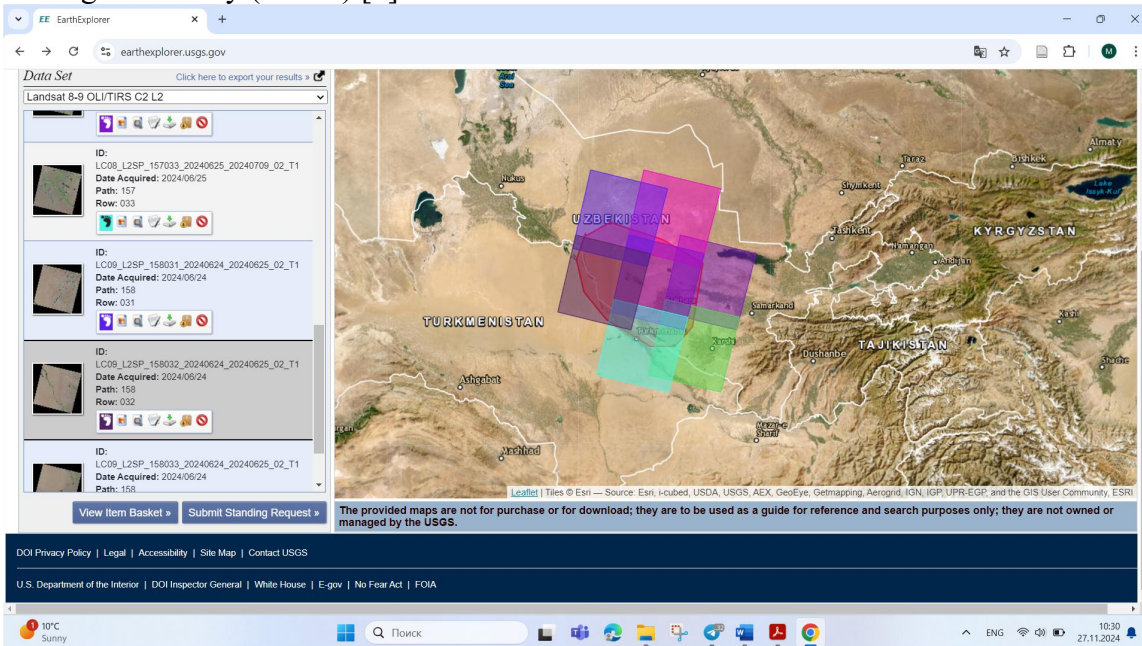 EE EarthExplorer
earthexplorer.usgs.gov
M
Data Set
Click here to export your results »
Landsat 8-9 OLI/TIRS C2 L2
ID:
LC08_L2SP_157033_20240625_20240709_02_T1
Date Acquired: 2024/06/25
Path: 157
Row: 033
ID:
LC09_L2SP_158031_20240624_20240625_02_T1
Date Acquired: 2024/06/24
Path: 158
Row: 031
ID:
LC09_L2SP_158032_20240624_20240625_02_T1
Date Acquired: 2024/06/24
Path: 158
Row: 032
ID:
LC09_L2SP_158033_20240624_20240625_02_T1
Date Acquired: 2024/06/24
Path: 158
View Item Basket »
Submit Standing Request »
Aral
Sea
Almaty
Taraz
Bishkek
Nukus
Shymkent
Lake
Issyk-Kul'
UZBEKISTAN
Tashkent
KYRGYZSTAN
Namangan
Andijan
Samarkand
Kashi
TURKMENISTAN
Karshi
Dushanbe
TAJIKISTAN
Shache
Ashgabat
Mazar-e
Sharif
Mashhad
Leaflet | Tiles © Esri — Source: Esri, i-cubed, USDA, USGS, AEX, GeoEye, Getmapping, Aerogrid, IGN, IGP, UPR-EGP, and the GIS User Community, ESRI
The provided maps are not for purchase or for download; they are to be used as a guide for reference and search purposes only; they are not owned or
managed by the USGS.
DOI Privacy Policy | Legal | Accessibility | Site Map | Contact USGS
U.S. Department of the Interior | DOI Inspector General | White House | E-gov | No Fear Act | FOIA
1
10°C
Sunny
Поиск
ENG
10:30
27.11.2024